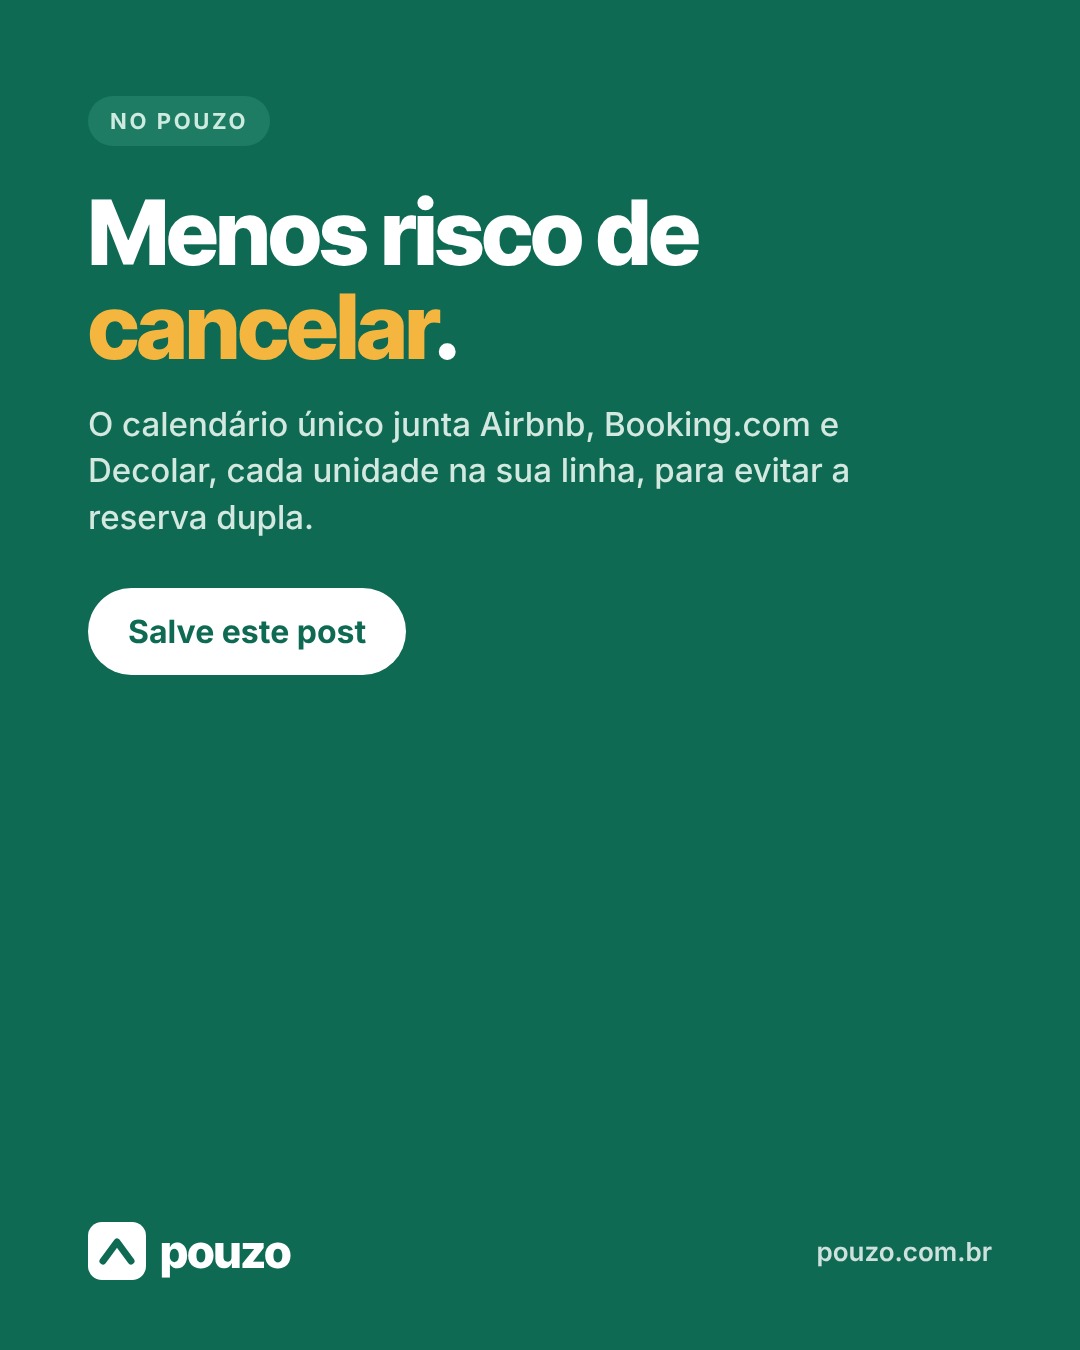 NO POUZO
Menos risco de
cancelar.
O calendário único junta Airbnb, Booking.com e
Decolar, cada unidade na sua linha, para evitar a
reserva dupla.
Salve este post
pouzo
pouzo.com.br